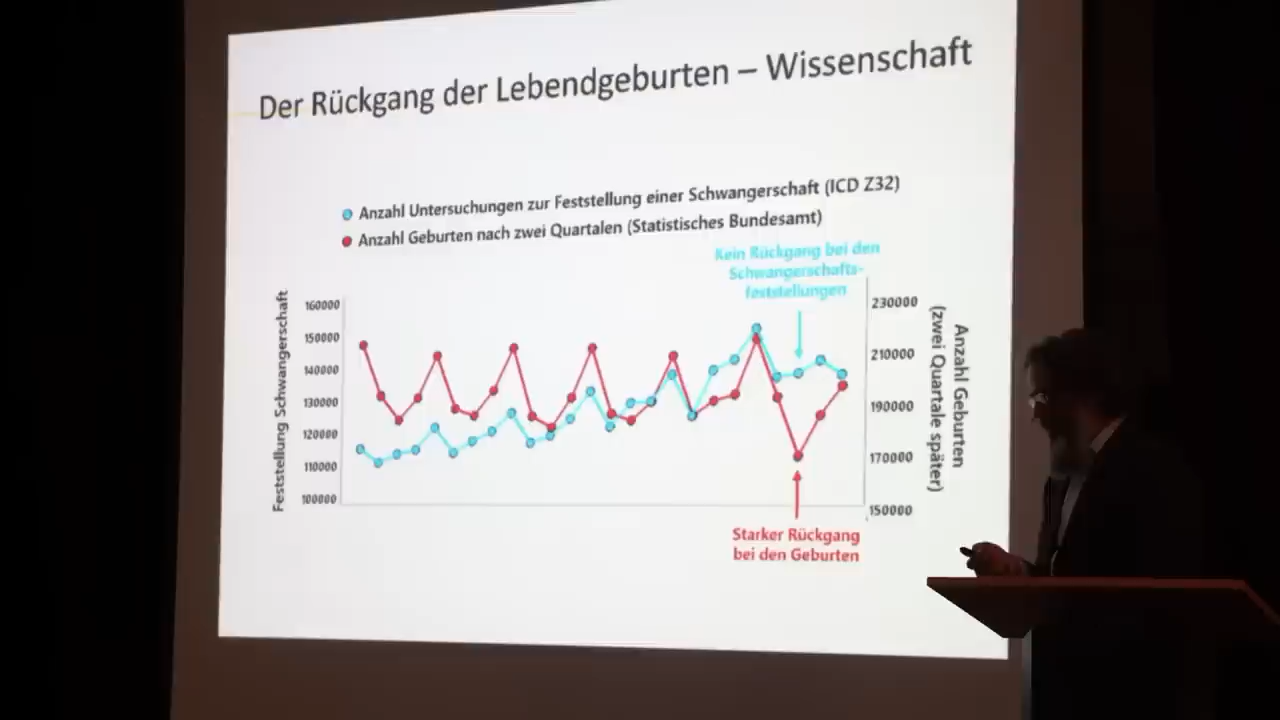 Der Rückgang der Lebendgeburten – Wissenschaft
Anzahl Untersuchungen zur Feststellung einer Schwangerschaft (ICD Z32)
Anzahl Geburten nach zwei Quartalen (Statistisches Bundesamt)
Kein Rückgang bei den
Schwangerschafts-
feststellungen
Feststellung Schwangerschaft
160000
150000
140000
130000
120000
110000
100000
230000
210000
190000
170000
150000
Anzahl Geburten
(zwei Quartale später)
Starker Rückgang
bei den Geburten